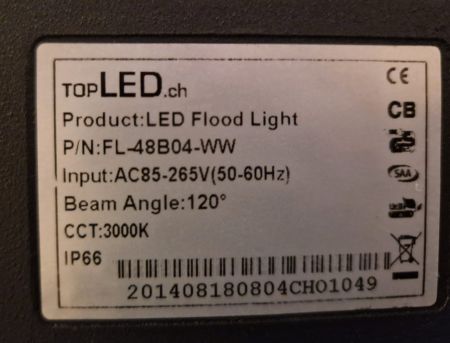 TOPLED.ch
Product:LED Flood Light
P/N:FL-48B04-WW
Input:AC85-265V(50-60Hz)
Beam Angle:120°
CCT:3000K
IP66
201408180804CH01049
CE
CB
SAA